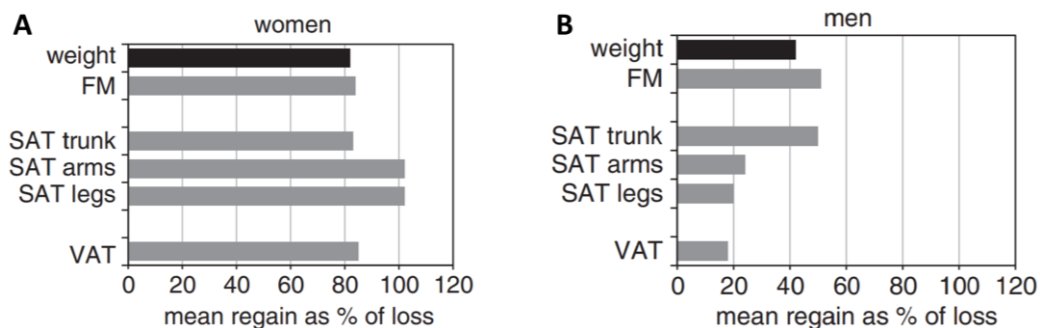 A
women
weight
FM
SAT trunk
SAT arms
SAT legs
VAT
0 20 40 60 80 100 120
mean regain as % of loss
B
men
weight
FM
SAT trunk
SAT arms
SAT legs
VAT
0 20 40 60 80 100 120
mean regain as % of loss